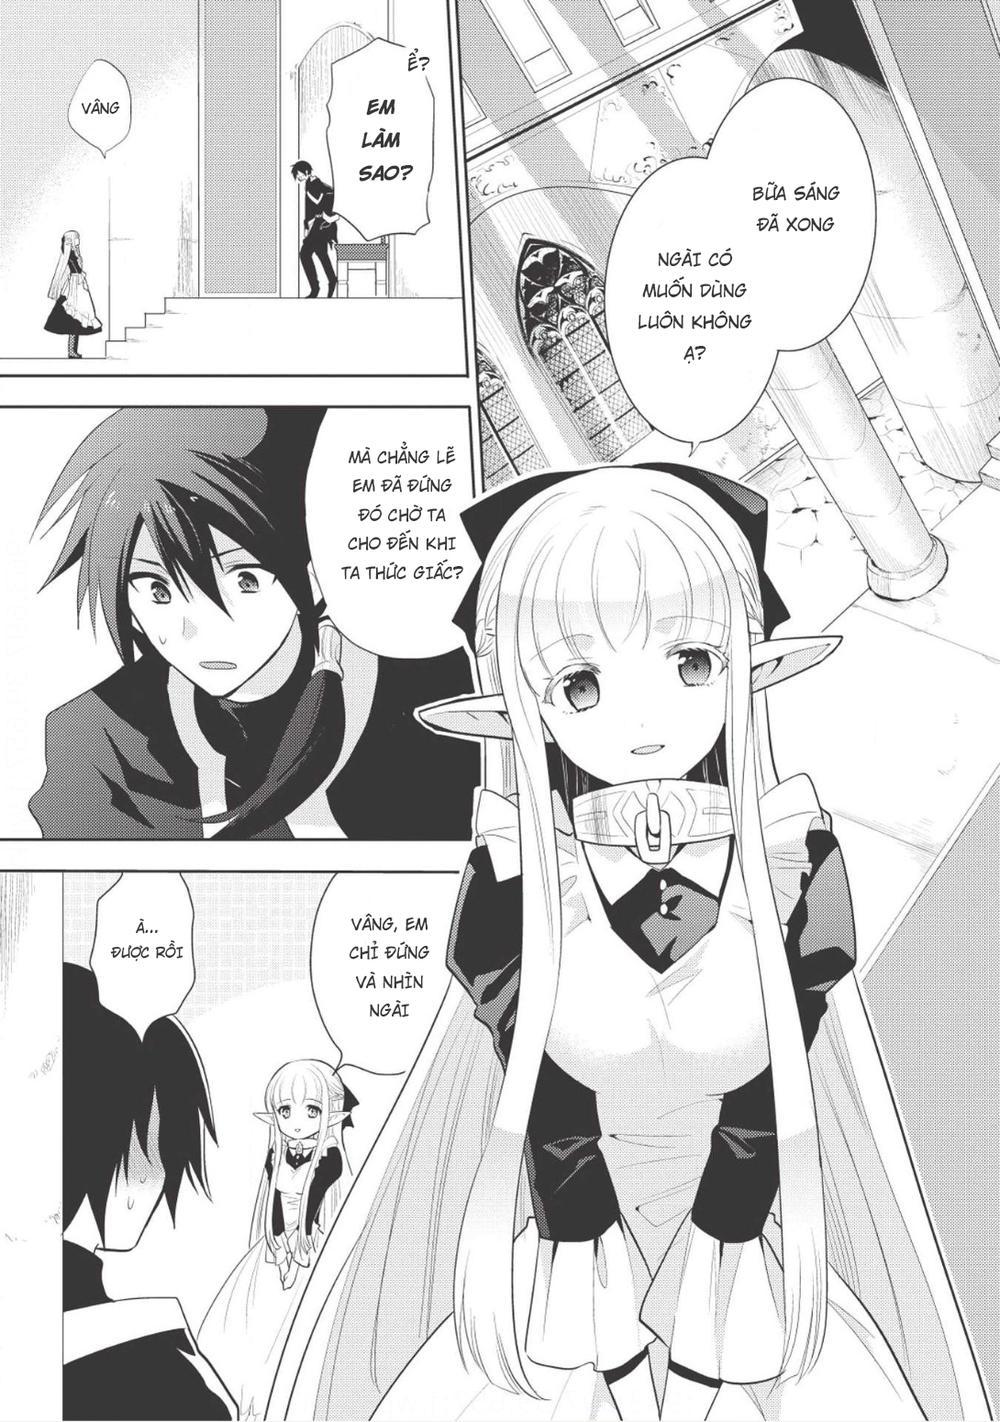 BỮA SÁNG
ĐÃ XONG
NGÀI CÓ
MUỐN DÙNG
LUÔN KHÔNG
Ạ?
Ể?
EM
LÀM
SAO?
VÂNG
MÀ CHẲNG LẼ
EM ĐÃ ĐỨNG
ĐÓ CHỜ TA
CHO ĐẾN KHI
TA THỨC GIẤC?
VÂNG, EM
CHỈ ĐỨNG
VÀ NHÌN
NGÀI
À...
ĐƯỢC RỒI